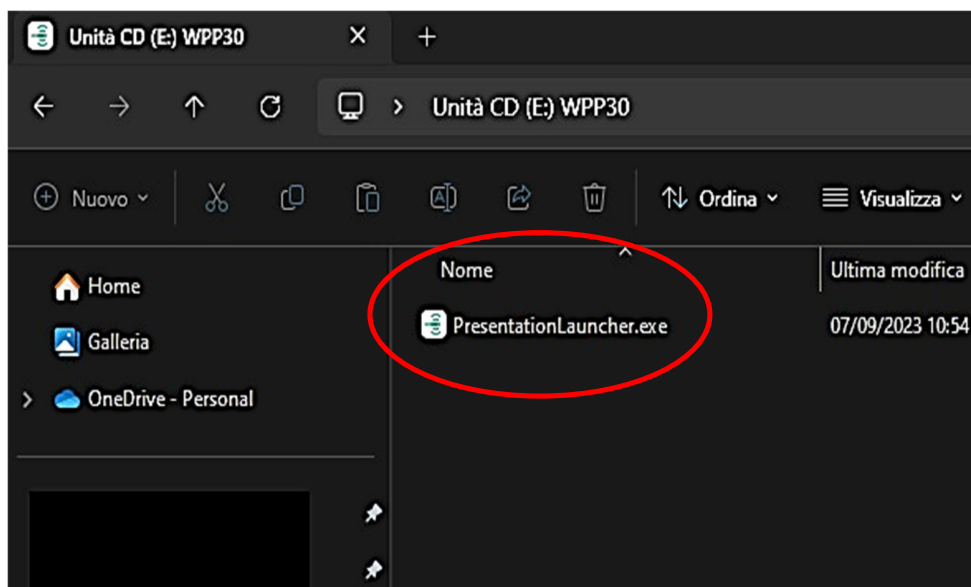 Unità CD (E:) WPP30
Unità CD (E:) WPP30
Nuovo
Ordina
Visualizza
Home
Galleria
OneDrive - Personal
Nome
Ultima modifica
PresentationLauncher.exe
07/09/2023 10:54